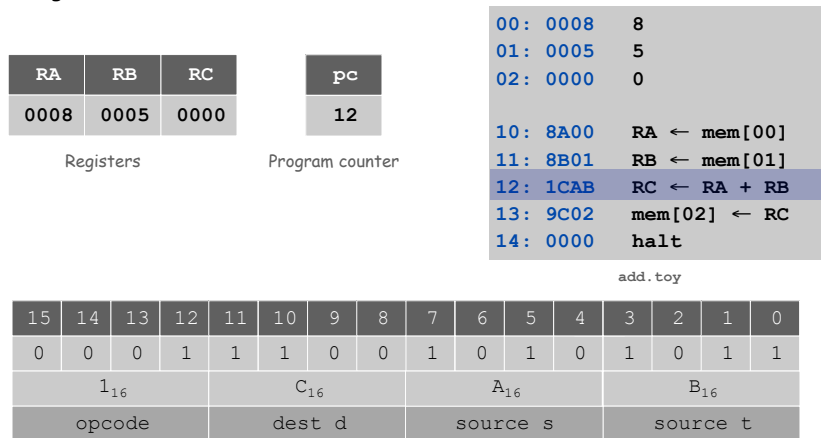 00: 0008 8
01: 0005 5
02: 0000 0
10: 8A00 RA ← mem[00]
11: 8B01 RB ← mem[01]
12: 1CAB RC ← RA + RB
13: 9C02 mem[02] ← RC
14: 0000 halt
add.toy
RA RB RC
0008 0005 0000
Registers
pc
12
Program counter
15 14 13 12 11 10 9 8 7 6 5 4 3 2 1 0
0 0 0 1 1 1 0 0 1 0 1 0 1 0 1 1
1₁₆ C₁₆ A₁₆ B₁₆
opcode dest d source s source t